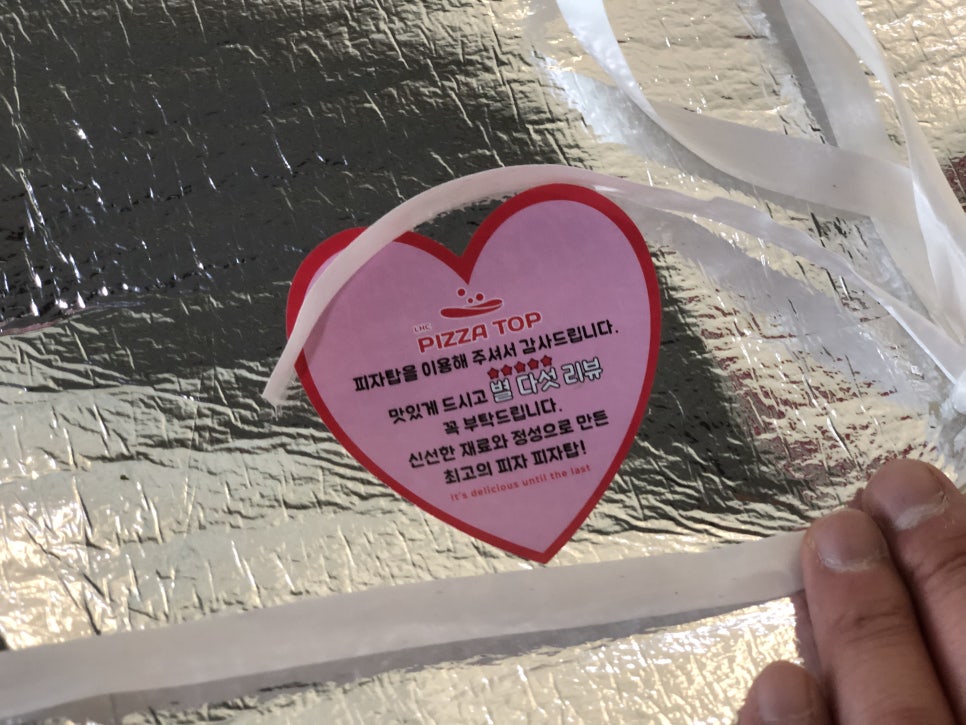 LHC
PIZZA TOP
피자탑을 이용해 주셔서 감사드립니다.
맛있게 드시고 별 다섯 리뷰
꼭 부탁드립니다.
신선한 재료와 정성으로 만든
최고의 피자 피자탑!
It's delicious until the last